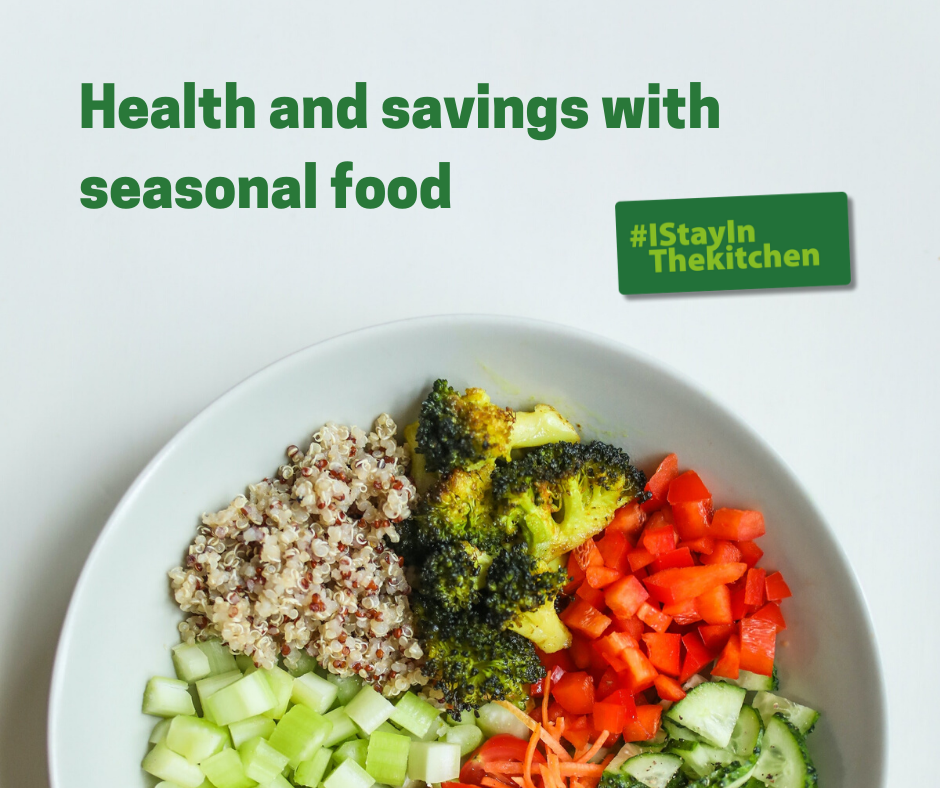 Health and savings with
seasonal food
#IStayIn
Thekitchen